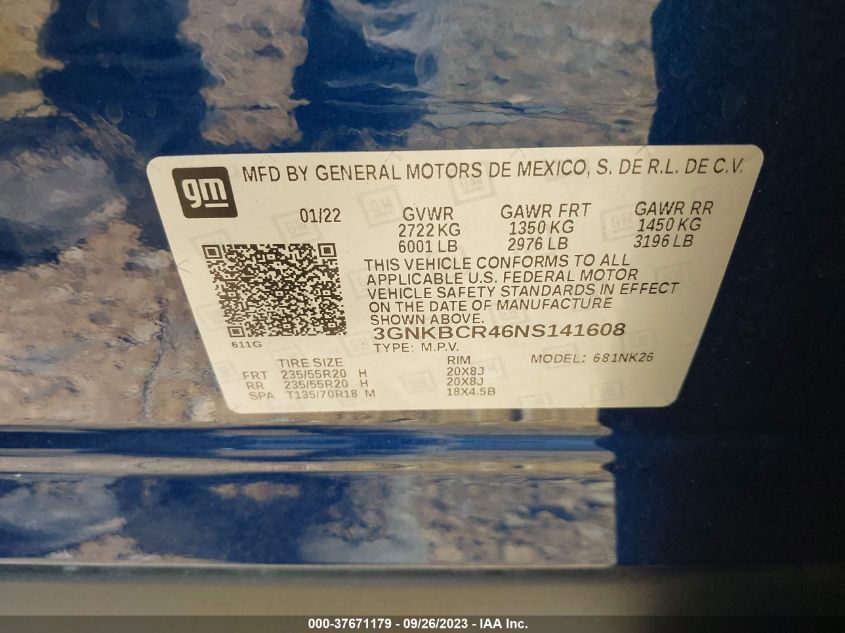 gm MFD BY GENERAL MOTORS DE MEXICO, S. DE R.L. DE C.V.
01/22 GVWR GAWR FRT GAWR RR
2722 KG 1350 KG 1450 KG
6001 LB 2976 LB 3196 LB
THIS VEHICLE CONFORMS TO ALL
APPLICABLE U.S. FEDERAL MOTOR
VEHICLE SAFETY STANDARDS IN EFFECT
ON THE DATE OF MANUFACTURE
SHOWN ABOVE.
3GNKBCR46NS141608
611G
TYPE: M.P.V. MODEL: 681NK26
TIRE SIZE RIM
FRT 235/55R20 H 20X8J
RR 235/55R20 H 20X8J
SPA T135/70R18 M 18X4.5B
000-37671179 - 09/26/2023 - IAA Inc.